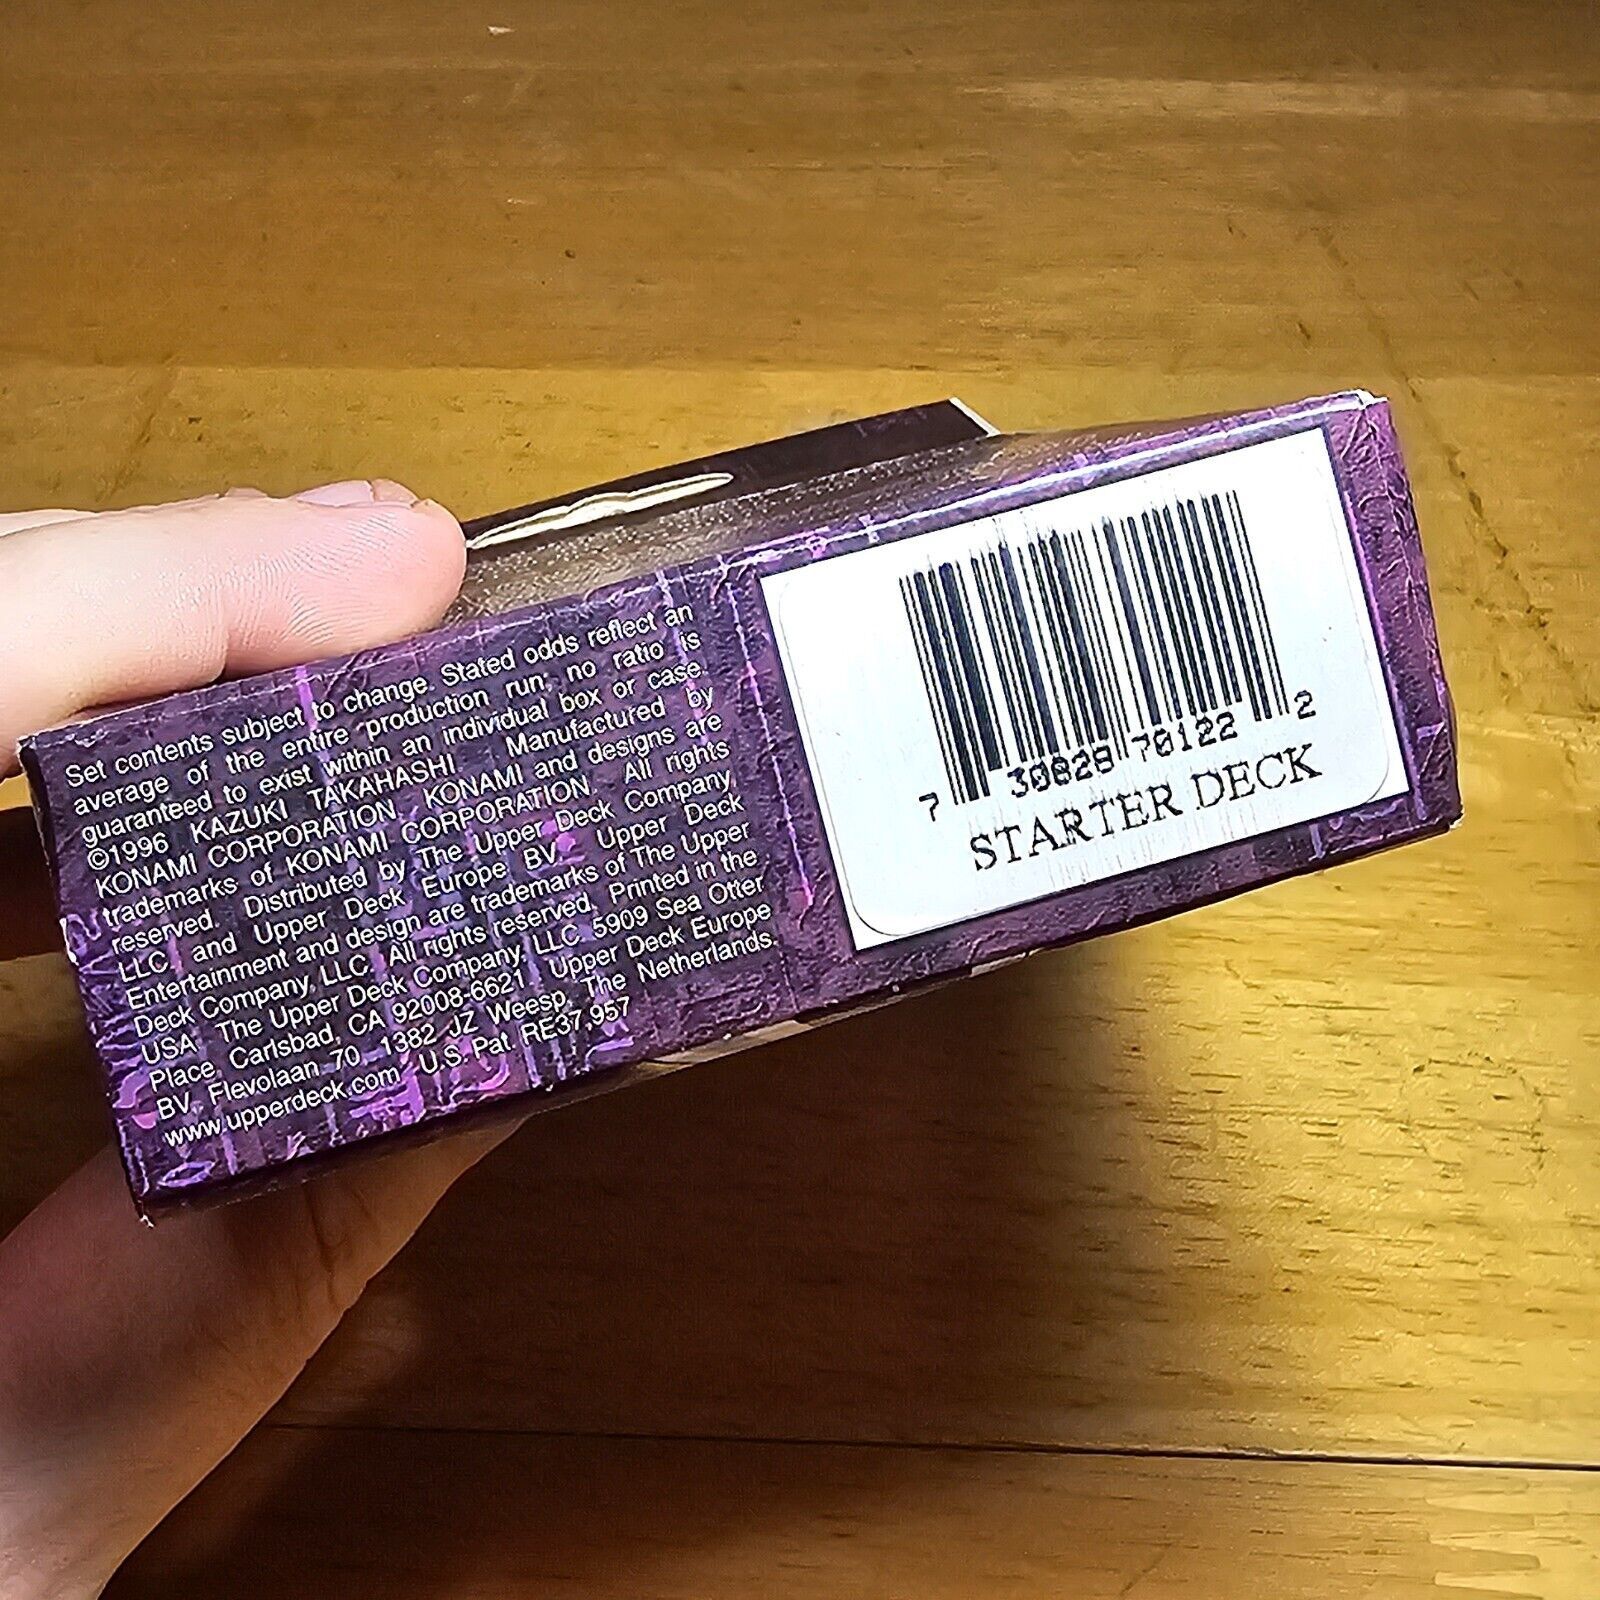 Set contents subject to change. Stated odds reflect an
average of the entire production run; no ratio is
guaranteed to exist within an individual box or case.
©1996 KAZUKI TAKAHASHI Manufactured by
KONAMI CORPORATION KONAMI and designs are
trademarks of KONAMI CORPORATION. All rights
reserved. Distributed by The Upper Deck Company,
LLC. and Upper Deck Europe BV. Upper Deck
Entertainment and design are trademarks of The Upper
Deck Company, LLC. All rights reserved. Printed in the
USA. The Upper Deck Company, LLC. 5909 Sea Otter
Place, Carlsbad, CA 92008-6621 Upper Deck Europe
BV, Flevolaan 70, 1382 JZ Weesp, The Netherlands.
www.upperdeck.com U.S. Pat. RE37,957
7 30829 70122 2
STARTER DECK